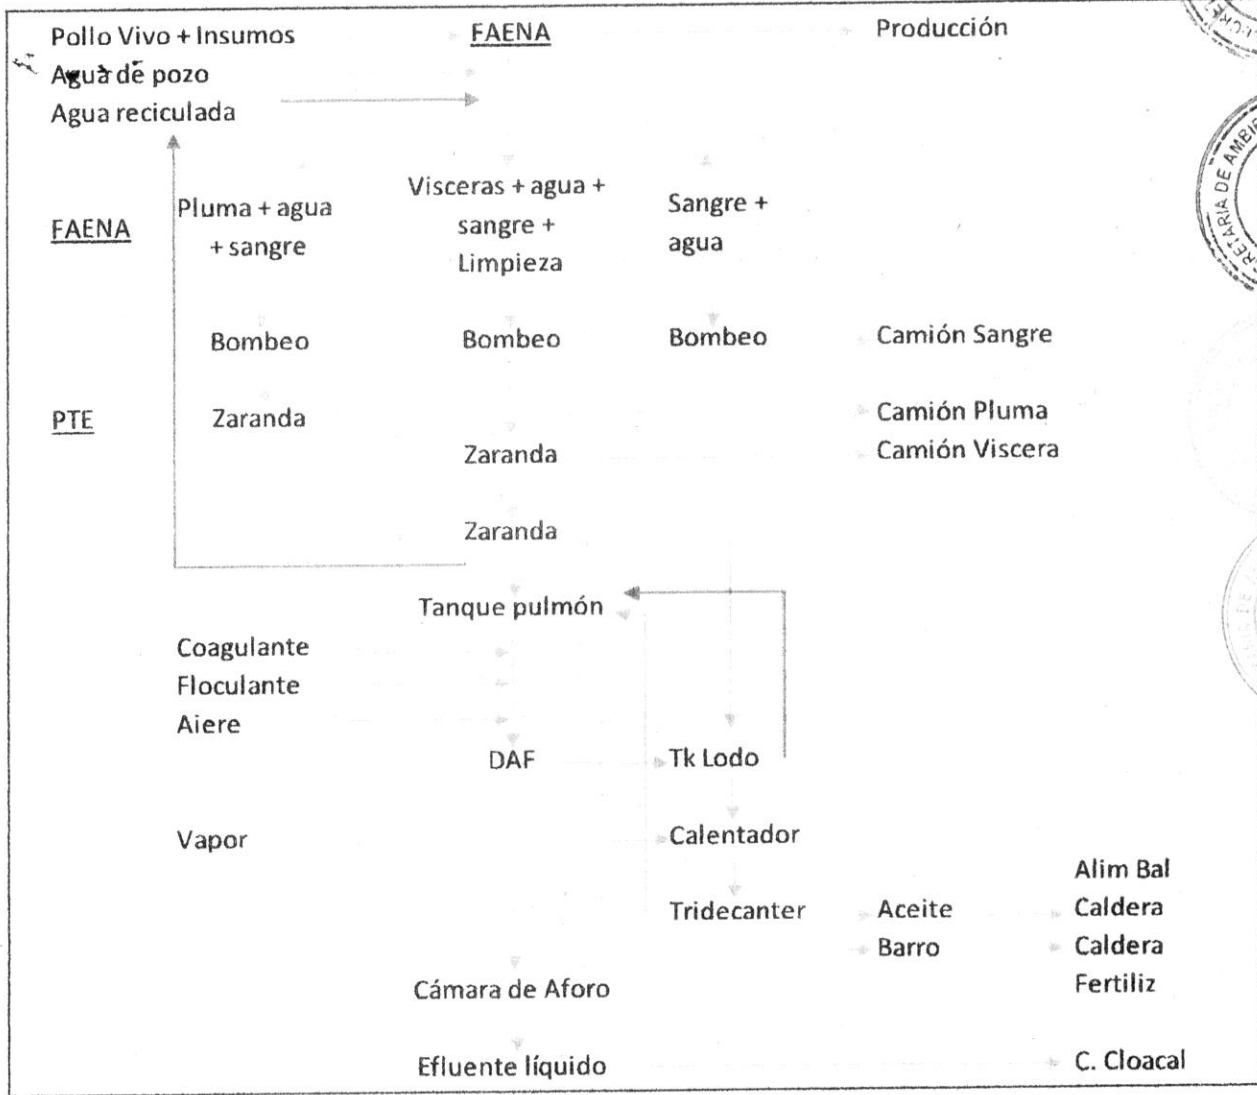 Pollo Vivo + Insumos FAENA Producción
Agua de pozo
Agua reciculada
FAENA Pluma + agua + sangre
Visceras + agua + sangre + Limpieza
Sangre + agua
Bombeo Bombeo Bombeo Camión Sangre
PTE Zaranda Camión Pluma
Zaranda Camión Viscera
Zaranda
Tanque pulmón
Coagulante
Floculante
Aiere
DAF Tk Lodo
Vapor Calentador
Alim Bal
Tridecanter Aceite Caldera
Barro Caldera
Cámara de Aforo Fertiliz
Efluente líquido C. Cloacal